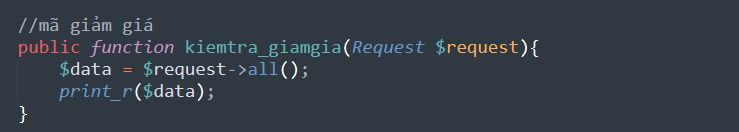 //mã giảm giá
public function kiemtra_giamgia(Request $request){
    $data = $request->all();
    print_r($data);
}